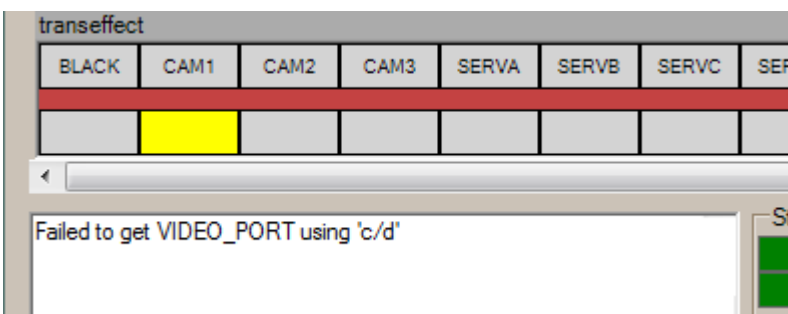 transeffect
BLACK CAM1 CAM2 CAM3 SERVA SERVB SERVC
Failed to get VIDEO_PORT using 'c/d'